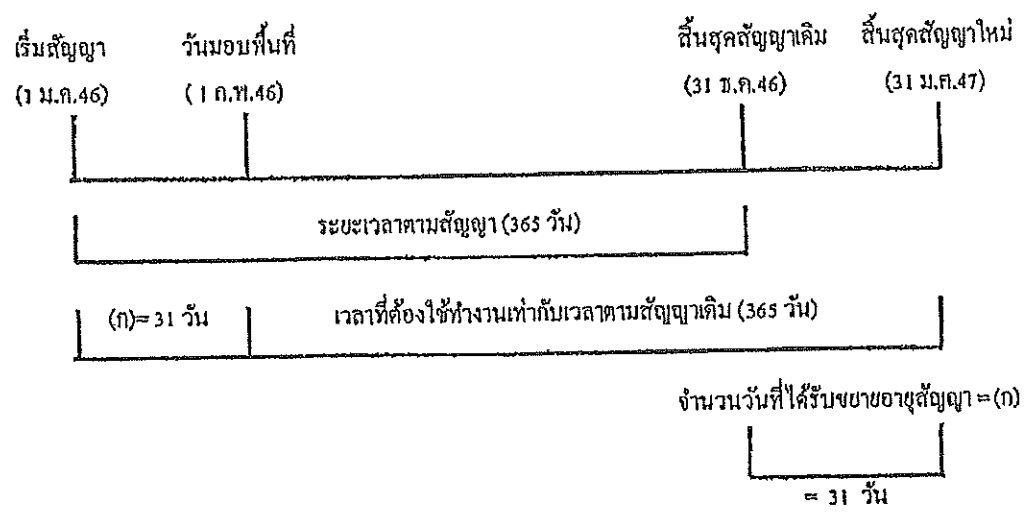 เริ่มสัญญา วันมอบพื้นที่ สิ้นสุดสัญญาเดิม สิ้นสุดสัญญาใหม่
(1 ม.ค.46) (1 ก.พ.46) (31 ธ.ค.46) (31 ม.ค.47)
ระยะเวลาตามสัญญา (365 วัน)
(ก)= 31 วัน เวลาที่ต้องใช้ทำงานเท่ากับเวลาตามสัญญาเดิม (365 วัน)
จำนวนวันที่ได้รับขยายอายุสัญญา = (ก)
= 31 วัน